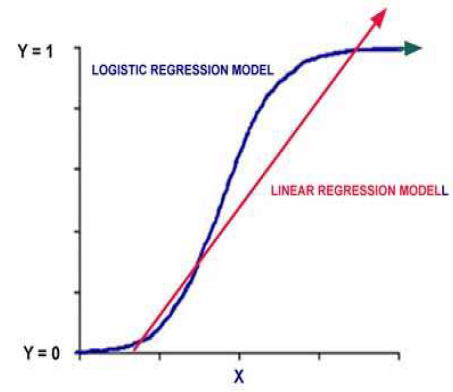 Y = 1
LOGISTIC REGRESSION MODEL
LINEAR REGRESSION MODELL
Y = 0
X